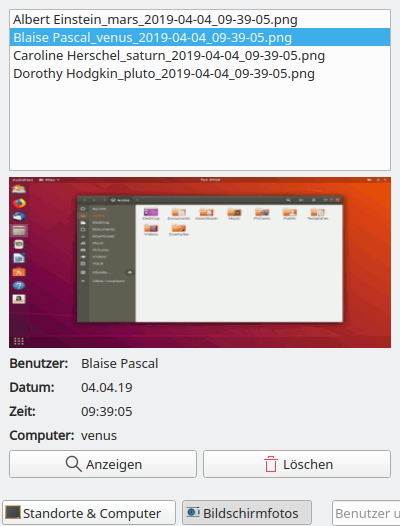 Albert Einstein_mars_2019-04-04_09-39-05.png
Blaise Pascal_venus_2019-04-04_09-39-05.png
Caroline Herschel_saturn_2019-04-04_09-39-05.png
Dorothy Hodgkin_pluto_2019-04-04_09-39-05.png
Benutzer: Blaise Pascal
Datum: 04.04.19
Zeit: 09:39:05
Computer: venus
Anzeigen Löschen
Standorte & Computer Bildschirmfotos Benutzer u